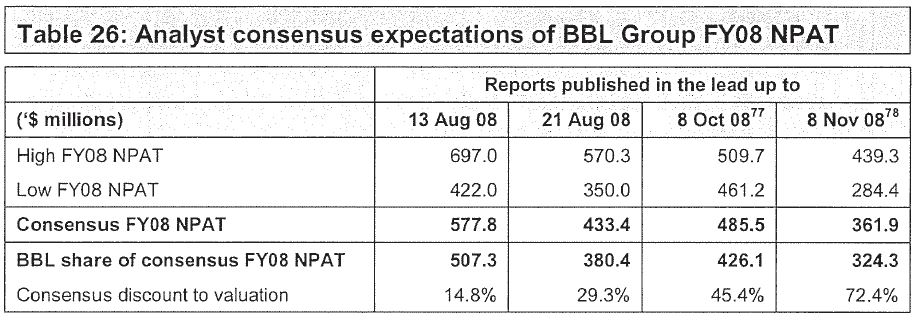 Table 26: Analyst consensus expectations of BBL Group FY08 NPAT
Reports published in the lead up to
('$ millions) 13 Aug 08 21 Aug 08 8 Oct 08⁷⁷ 8 Nov 08⁷⁸
High FY08 NPAT 697.0 570.3 509.7 439.3
Low FY08 NPAT 422.0 350.0 461.2 284.4
Consensus FY08 NPAT 577.8 433.4 485.5 361.9
BBL share of consensus FY08 NPAT 507.3 380.4 426.1 324.3
Consensus discount to valuation 14.8% 29.3% 45.4% 72.4%